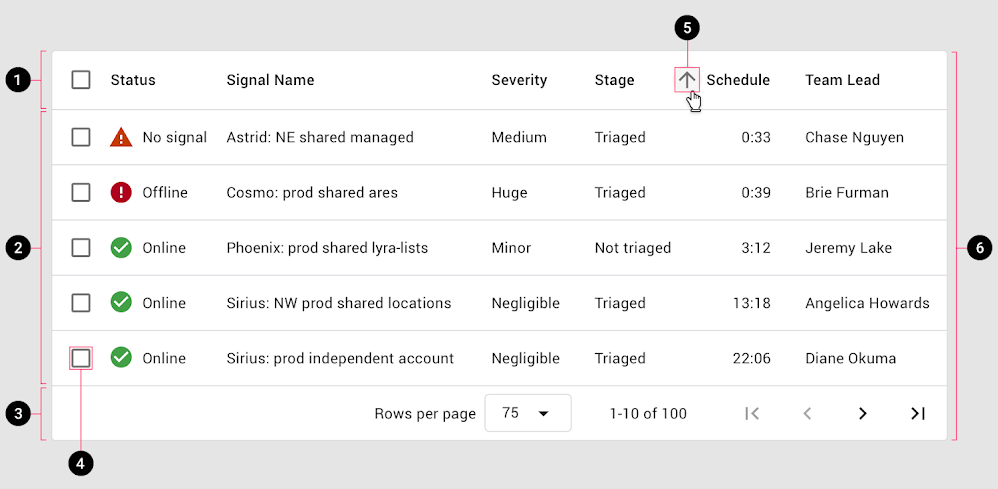 5
1 Status Signal Name Severity Stage Schedule Team Lead
No signal Astrid: NE shared managed Medium Triaged 0:33 Chase Nguyen
Offline Cosmo: prod shared ares Huge Triaged 0:39 Brie Furman
2 Online Phoenix: prod shared lyra-lists Minor Not triaged 3:12 Jeremy Lake 6
Online Sirius: NW prod shared locations Negligible Triaged 13:18 Angelica Howards
Online Sirius: prod independent account Negligible Triaged 22:06 Diane Okuma
3 Rows per page 75 1-10 of 100
4